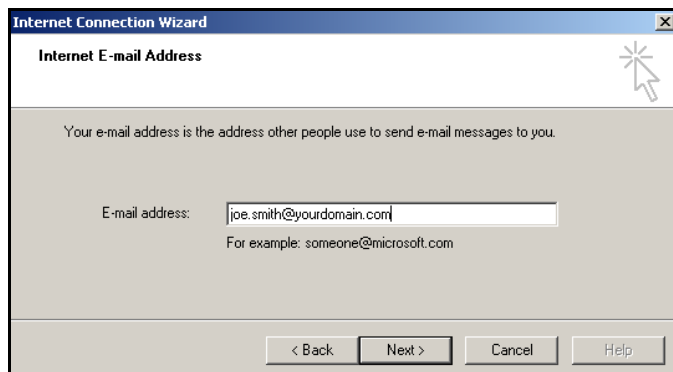 Internet Connection Wizard
Internet E-mail Address
Your e-mail address is the address other people use to send e-mail messages to you.
E-mail address: joe.smith@yourdomain.com
For example: someone@microsoft.com
< Back Next > Cancel Help